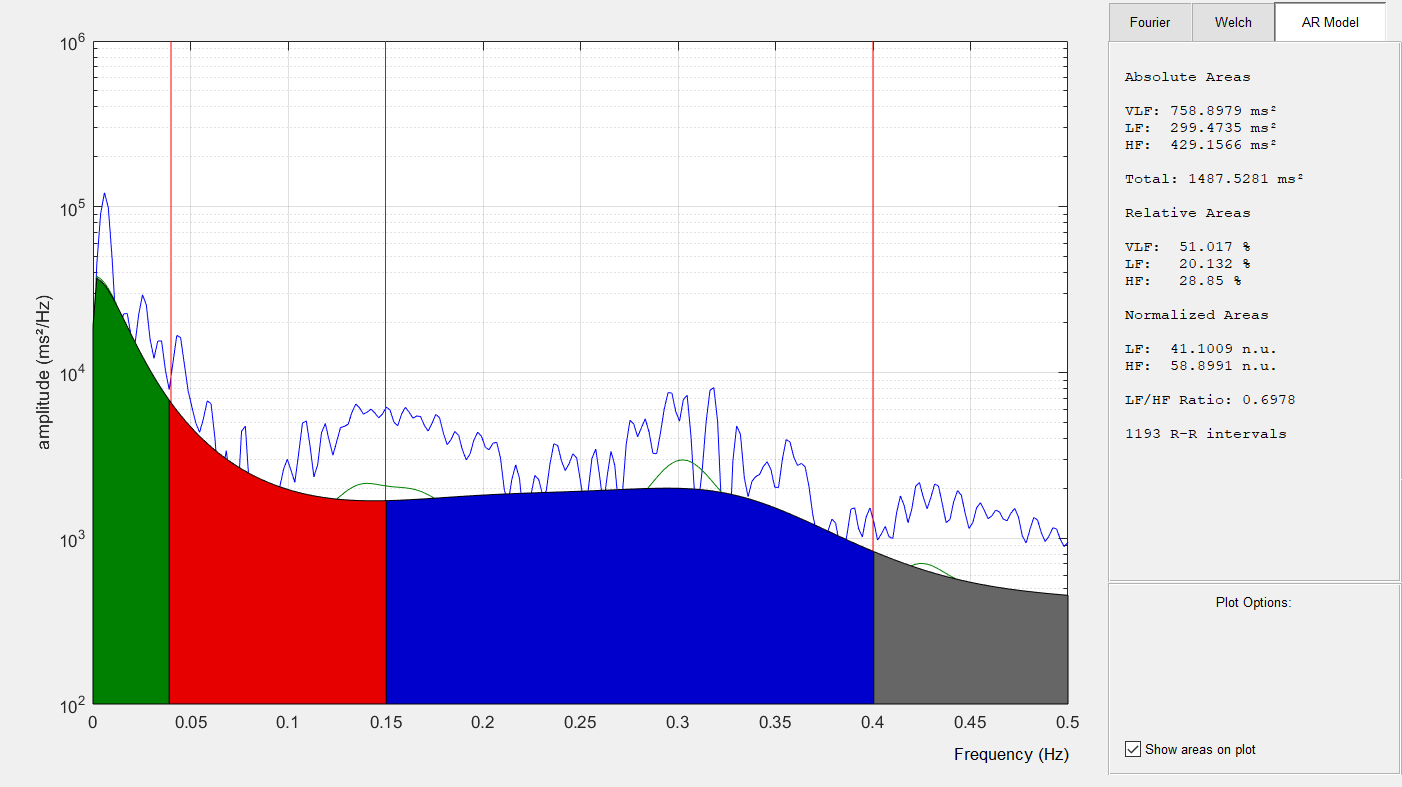 Fourier Welch AR Model
10^6
10^5
10^4
10^3
10^2
amplitude (ms²/Hz)
0 0.05 0.1 0.15 0.2 0.25 0.3 0.35 0.4 0.45 0.5
Frequency (Hz)
Absolute Areas
VLF: 758.8979 ms²
LF: 299.4735 ms²
HF: 429.1566 ms²
Total: 1487.5281 ms²
Relative Areas
VLF: 51.017 %
LF: 20.132 %
HF: 28.85 %
Normalized Areas
LF: 41.1009 n.u.
HF: 58.8991 n.u.
LF/HF Ratio: 0.6978
1193 R-R intervals
Plot Options:
Show areas on plot